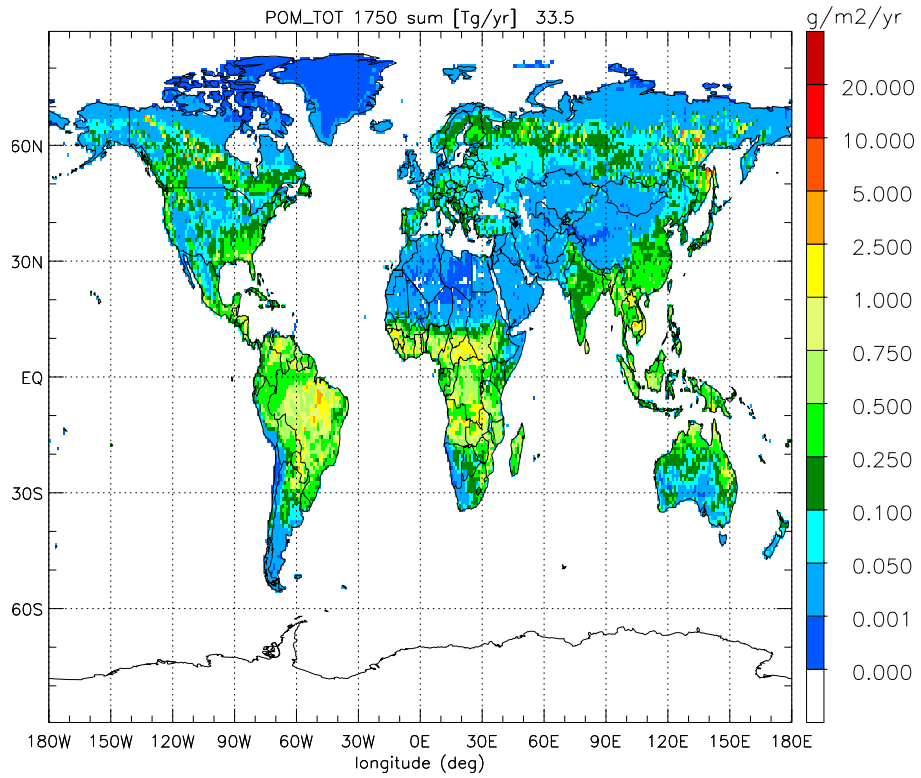 POM_TOT 1750 sum [Tg/yr] 33.5
g/m2/yr
20.000
10.000
5.000
2.500
1.000
0.750
0.500
0.250
0.100
0.050
0.001
0.000
60N
30N
EQ
30S
60S
180W 150W 120W 90W 60W 30W 0E 30E 60E 90E 120E 150E 180E
longitude (deg)